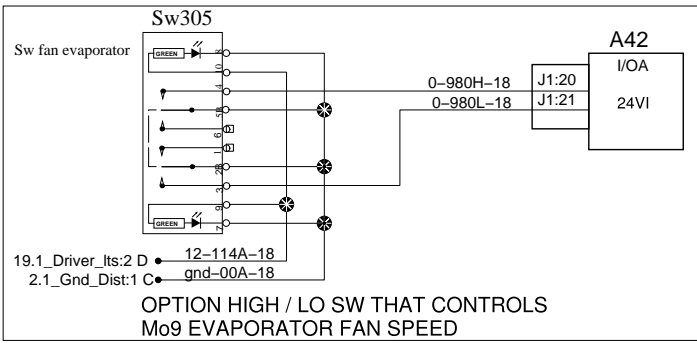 Sw305
Sw fan evaporator
GREEN
8
10
4
5B
6
1
2B
3
9
GREEN
7
A42
I/OA
24VI
0-980H-18
J1:20
0-980L-18
J1:21
19.1_Driver_lts:2 D
12-114A-18
2.1_Gnd_Dist:1 C
gnd-00A-18
OPTION HIGH / LO SW THAT CONTROLS
Mo9 EVAPORATOR FAN SPEED